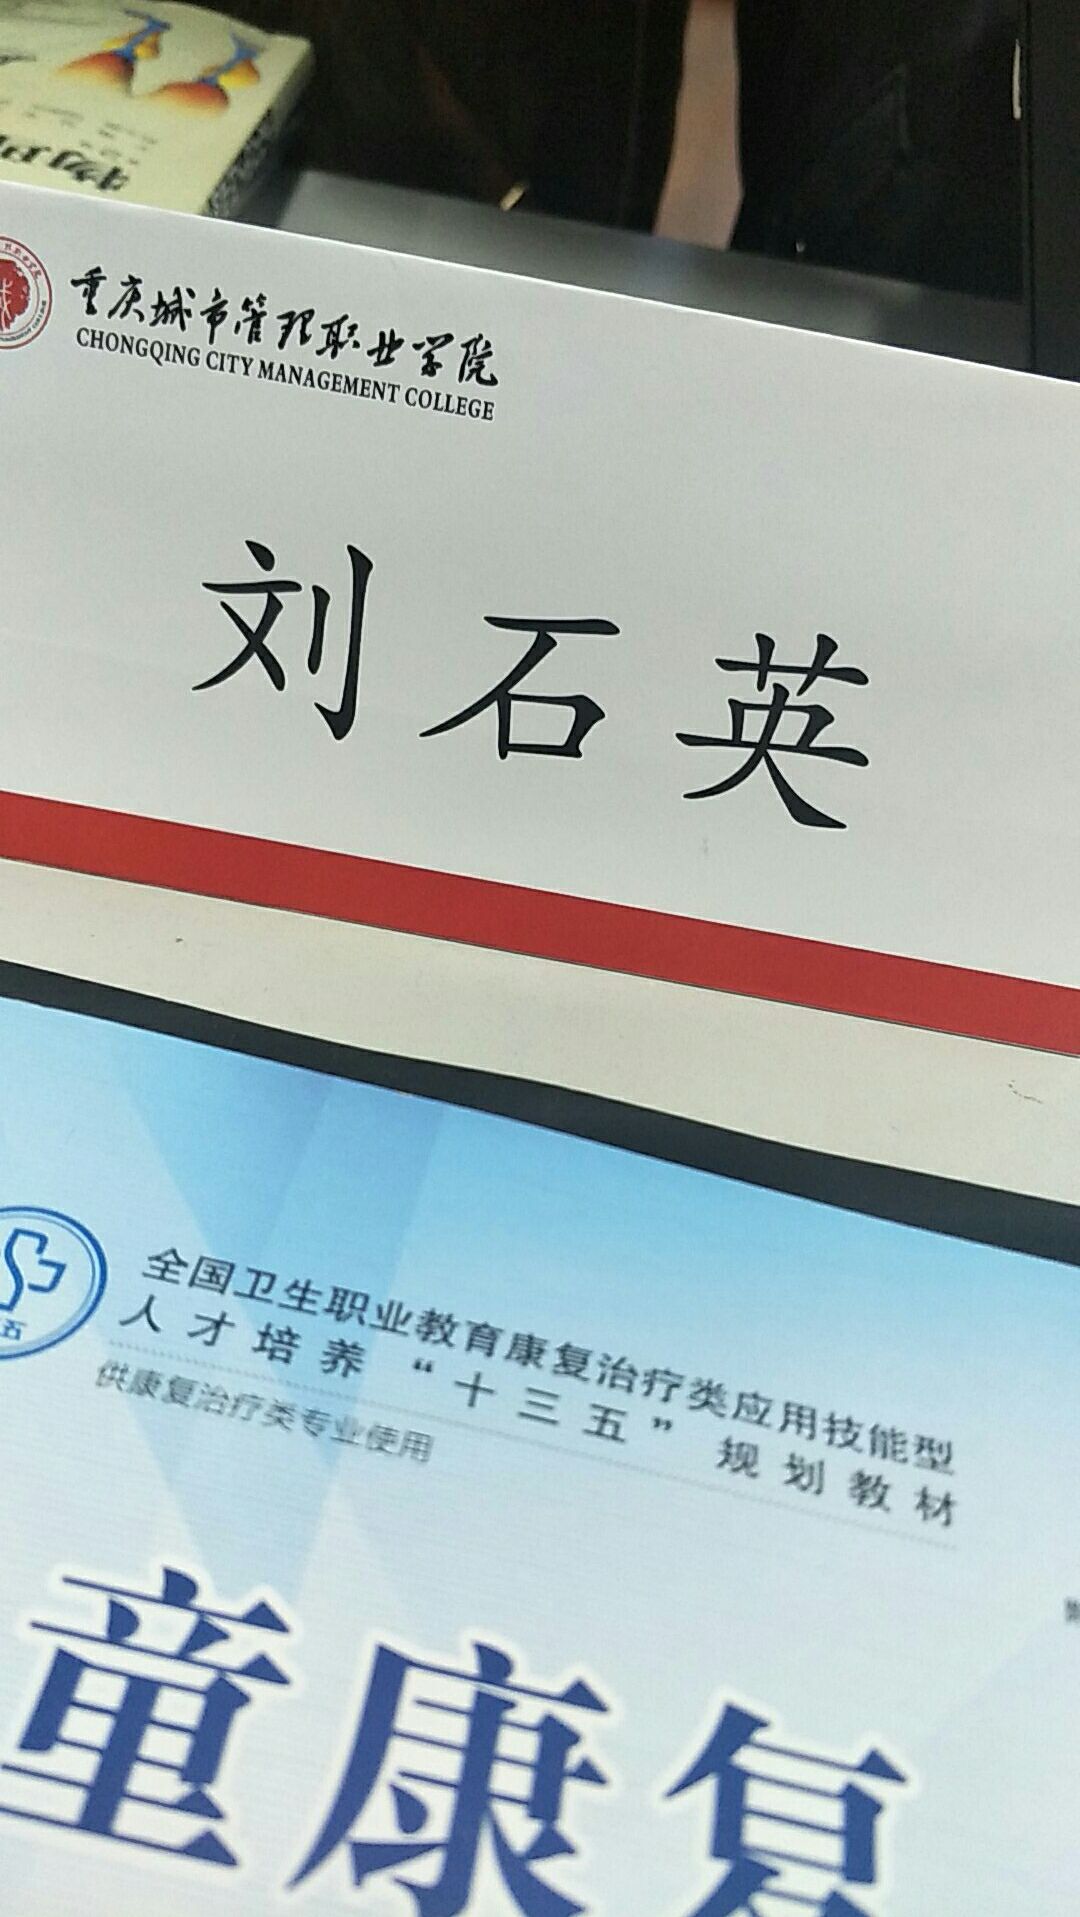 重庆城市管理职业学院
CHONGQING CITY MANAGEMENT COLLEGE
刘石英
全国卫生职业教育康复治疗类应用技能型
人才培养“十三五”规划教材
供康复治疗类专业使用
童康复